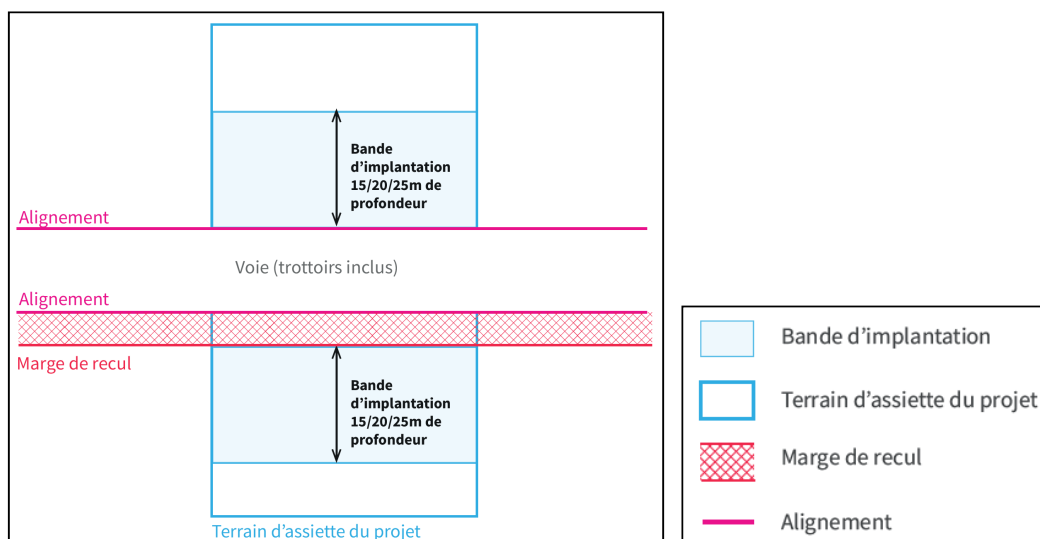 Bande
d’implantation
15/20/25m de
profondeur
Alignement
Voie (trottoirs inclus)
Alignement
Marge de recul
Bande
d’implantation
15/20/25m de
profondeur
Terrain d’assiette du projet
Bande d’implantation
Terrain d’assiette du projet
Marge de recul
Alignement